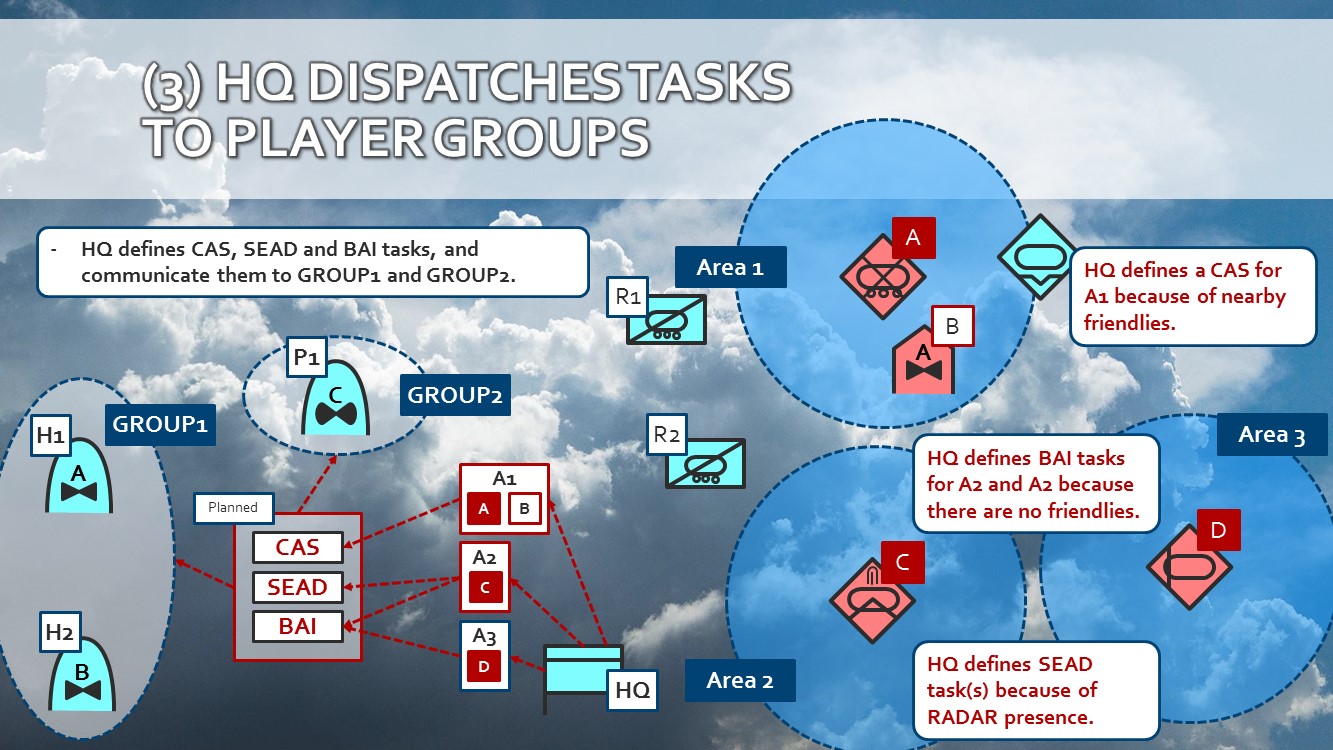 (3) HQ DISPATCHES TASKS
TO PLAYER GROUPS
- HQ defines CAS, SEAD and BAI tasks, and
communicate them to GROUP1 and GROUP2.
Area 1
A
B
A
HQ defines a CAS for
A1 because of nearby
friendlies.
R1
P1
C
GROUP2
GROUP1
H1
A
R2
Area 3
HQ defines BAI tasks
for A2 and A2 because
there are no friendlies.
D
C
Planned
CAS
SEAD
BAI
A1
A B
A2
C
A3
D
HQ
H2
B
Area 2
HQ defines SEAD
task(s) because of
RADAR presence.